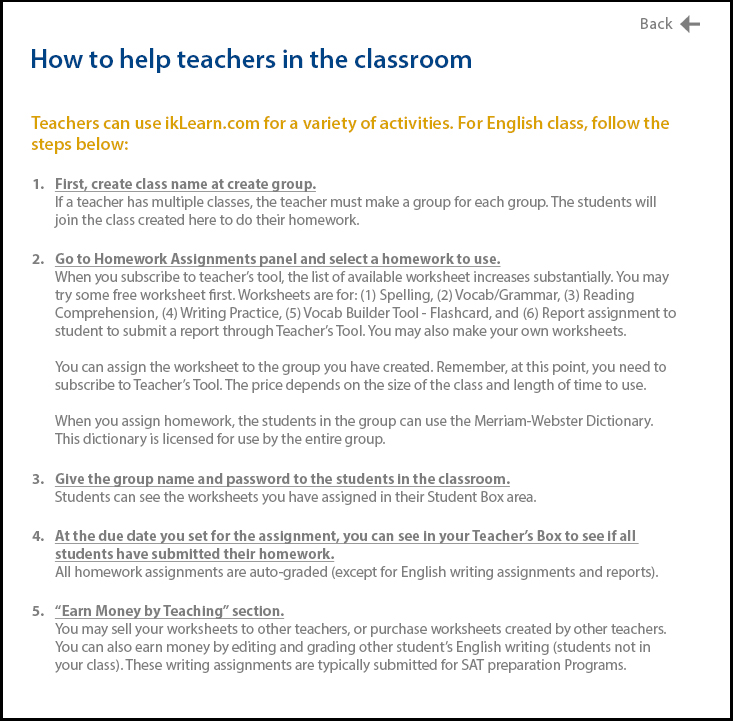 Back
How to help teachers in the classroom
Teachers can use ikLearn.com for a variety of activities. For English class, follow the
steps below:
1. First, create class name at create group.
If a teacher has multiple classes, the teacher must make a group for each group. The students will
join the class created here to do their homework.
2. Go to Homework Assignments panel and select a homework to use.
When you subscribe to teacher's tool, the list of available worksheet increases substantially. You may
try some free worksheet first. Worksheets are for: (1) Spelling, (2) Vocab/Grammar, (3) Reading
Comprehension, (4) Writing Practice, (5) Vocab Builder Tool - Flashcard, and (6) Report assignment to
student to submit a report through Teacher's Tool. You may also make your own worksheets.
You can assign the worksheet to the group you have created. Remember, at this point, you need to
subscribe to Teacher's Tool. The price depends on the size of the class and length of time to use.
When you assign homework, the students in the group can use the Merriam-Webster Dictionary.
This dictionary is licensed for use by the entire group.
3. Give the group name and password to the students in the classroom.
Students can see the worksheets you have assigned in their Student Box area.
4. At the due date you set for the assignment, you can see in your Teacher's Box to see if all
students have submitted their homework.
All homework assignments are auto-graded (except for English writing assignments and reports).
5. “Earn Money by Teaching” section.
You may sell your worksheets to other teachers, or purchase worksheets created by other teachers.
You can also earn money by editing and grading other student's English writing (students not in
your class). These writing assignments are typically submitted for SAT preparation Programs.